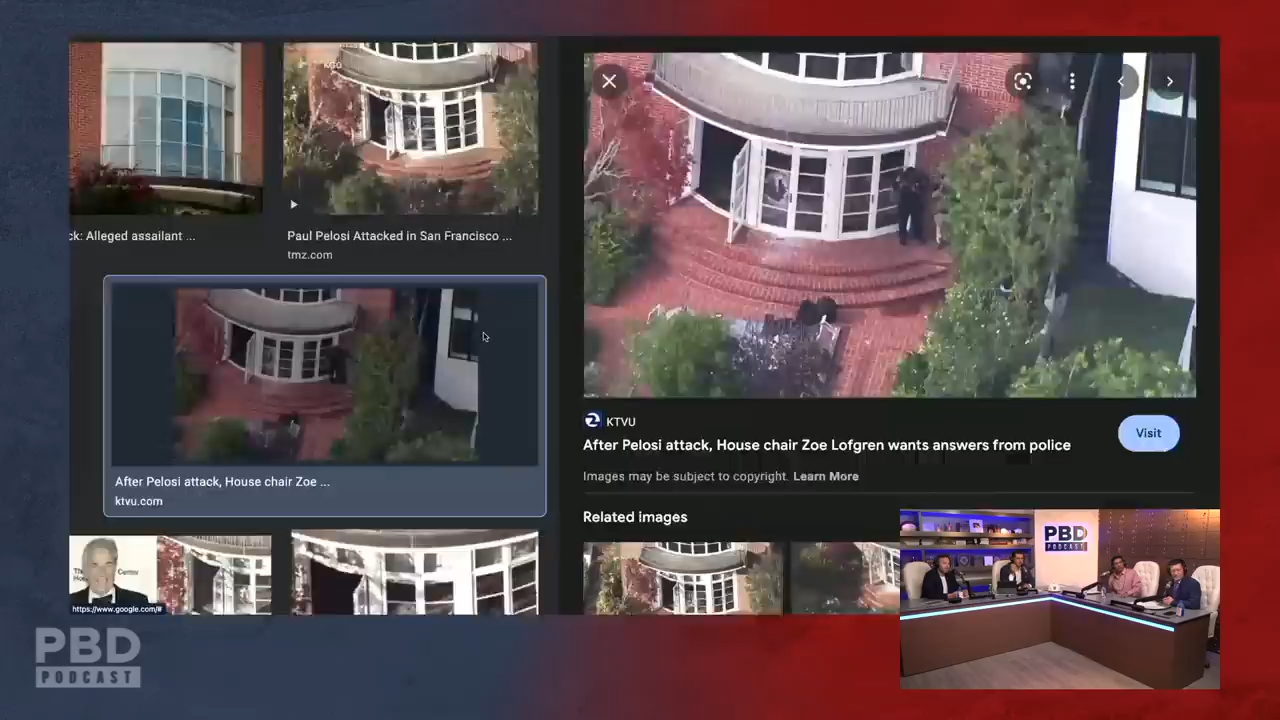 KGO
ck: Alleged assailant ...
Paul Pelosi Attacked in San Francisco ...
tmz.com
After Pelosi attack, House chair Zoe ...
ktvu.com
https://www.google.com/#
KTVU
After Pelosi attack, House chair Zoe Lofgren wants answers from police
Visit
Images may be subject to copyright. Learn More
Related images
PBD
PODCAST
PBD
PODCAST